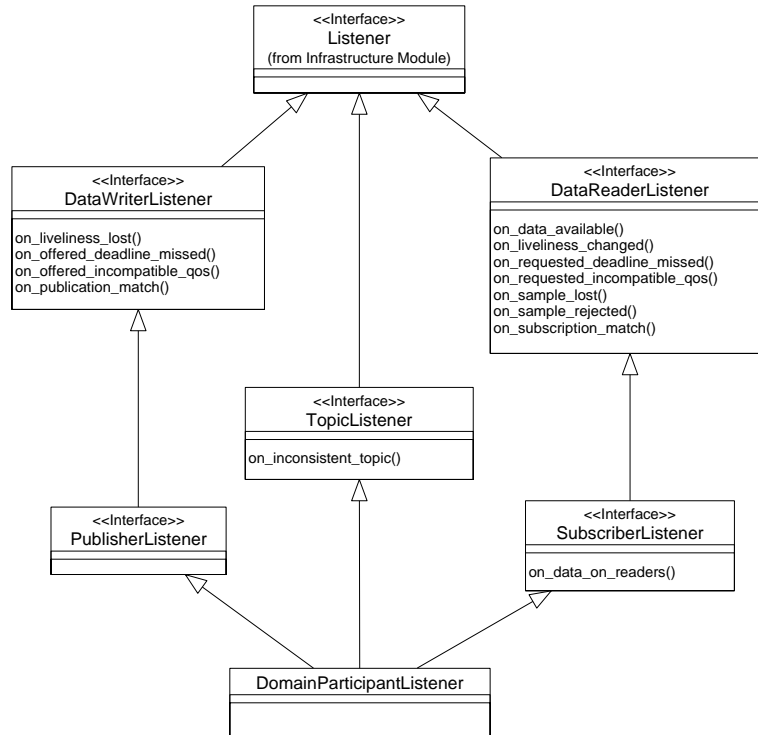 <<Interface>>
Listener
(from Infrastructure Module)
<<Interface>>
DataWriterListener
on_liveliness_lost()
on_offered_deadline_missed()
on_offered_incompatible_qos()
on_publication_match()
<<Interface>>
DataReaderListener
on_data_available()
on_liveliness_changed()
on_requested_deadline_missed()
on_requested_incompatible_qos()
on_sample_lost()
on_sample_rejected()
on_subscription_match()
<<Interface>>
TopicListener
on_inconsistent_topic()
<<Interface>>
PublisherListener
<<Interface>>
SubscriberListener
on_data_on_readers()
DomainParticipantListener